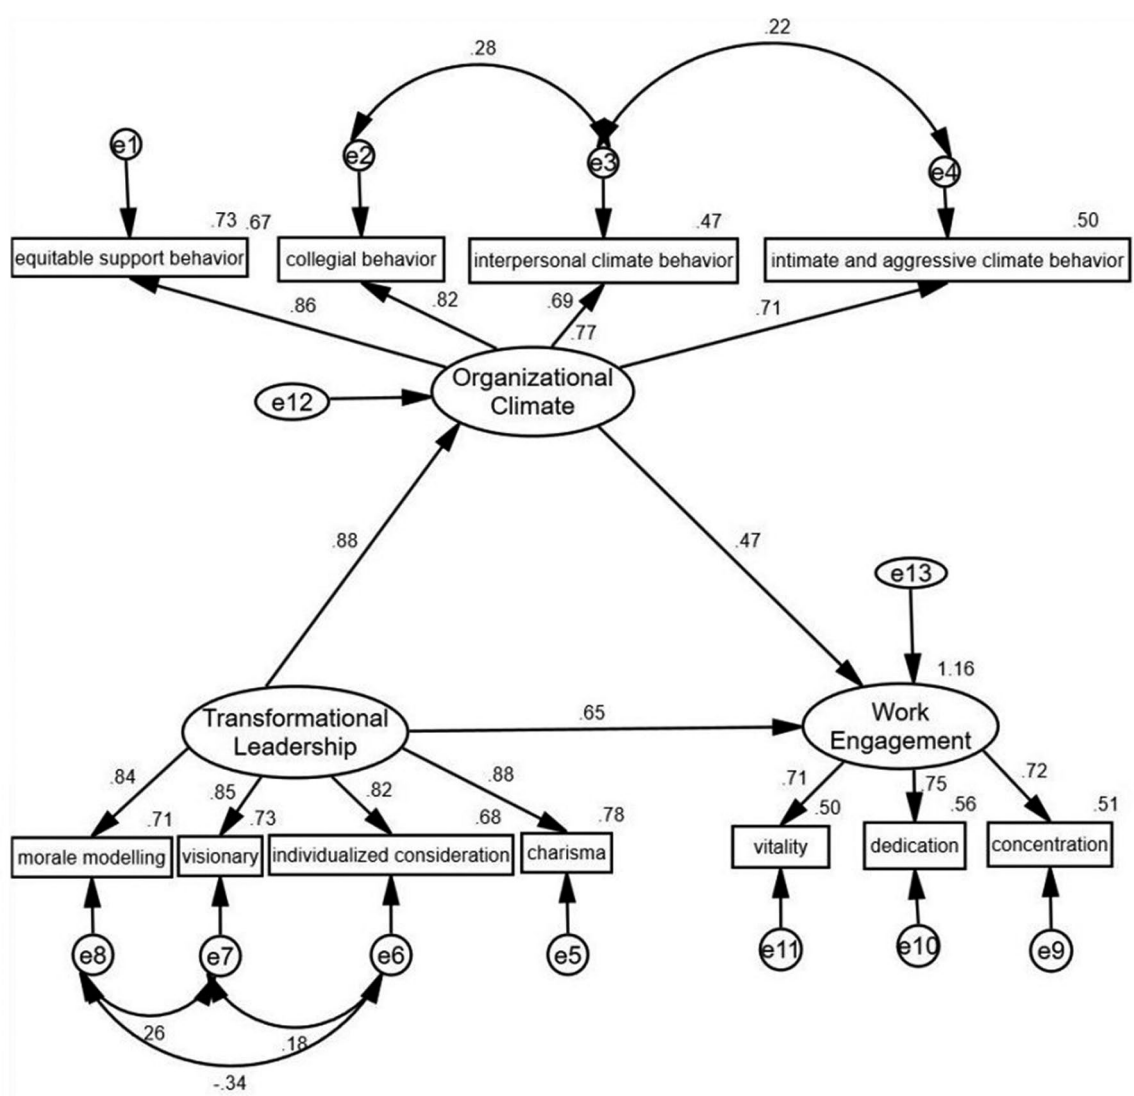 .28
.22
e1
e2
e3
e4
.73 .67
.47
.50
equitable support behavior
collegial behavior
interpersonal climate behavior
intimate and aggressive climate behavior
.86
.82
.69
.71
.77
Organizational
Climate
e12
.88
.47
e13
1.16
Transformational
Leadership
.65
Work
Engagement
.84
.85
.82
.88
.71
.75
.72
.71
.73
.68
.78
.50
.56
.51
morale modelling
visionary
individualized consideration
charisma
vitality
dedication
concentration
e8
e7
e6
e5
e11
e10
e9
.26
.18
-.34